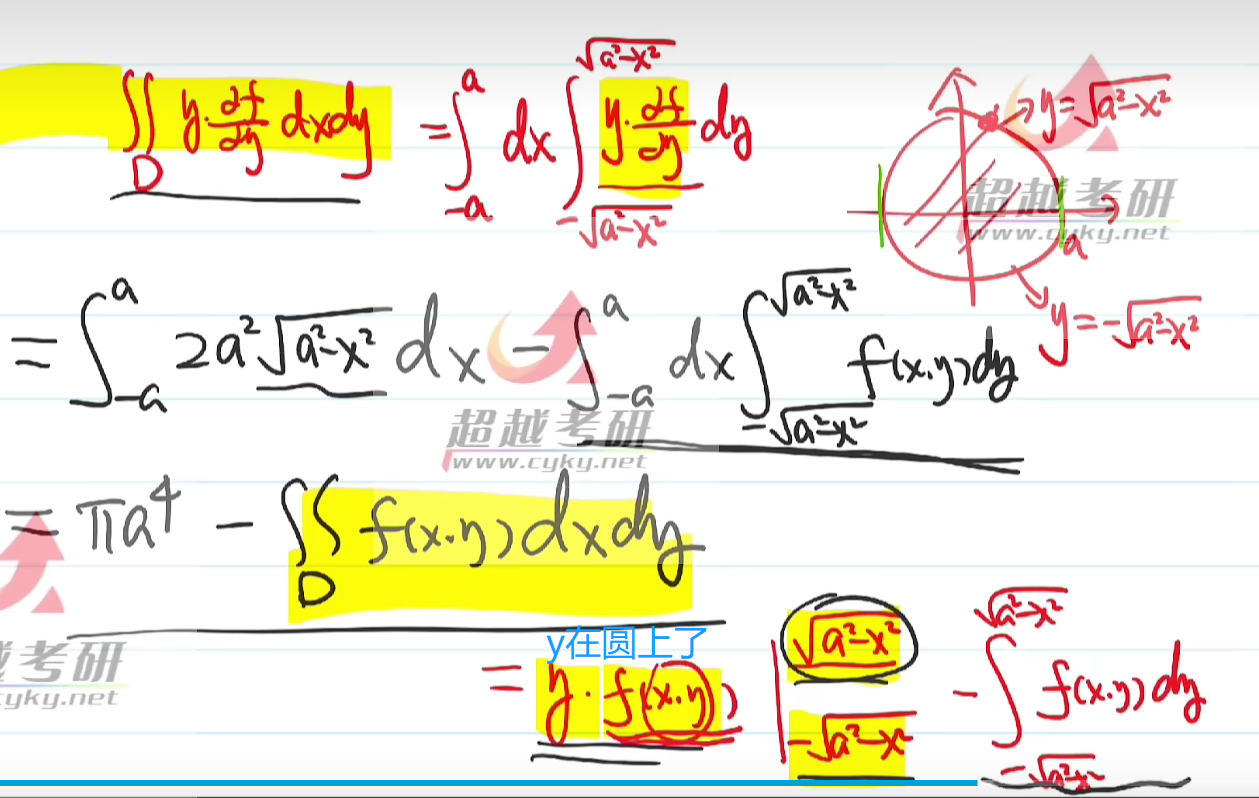 ∬_D y·∂f/∂y dxdy = ∫_{-a}^{a} dx ∫_{-√(a²-x²)}^{√(a²-x²)} y·∂f/∂y dy
y=√(a²-x²)
a
y=-√(a²-x²)
= ∫_{-a}^{a} 2a²√(a²-x²) dx - ∫_{-a}^{a} dx ∫_{-√(a²-x²)}^{√(a²-x²)} f(x,y)dy
= πa⁴ - ∬_D f(x,y)dxdy
y在圆上了
= y·f(x,y) |_{-√(a²-x²)}^{√(a²-x²)} - ∫_{-√(a²-x²)}^{√(a²-x²)} f(x,y)dy
超越考研
www.cyky.net
超越考研
www.cyky.net
越考研
cyky.net